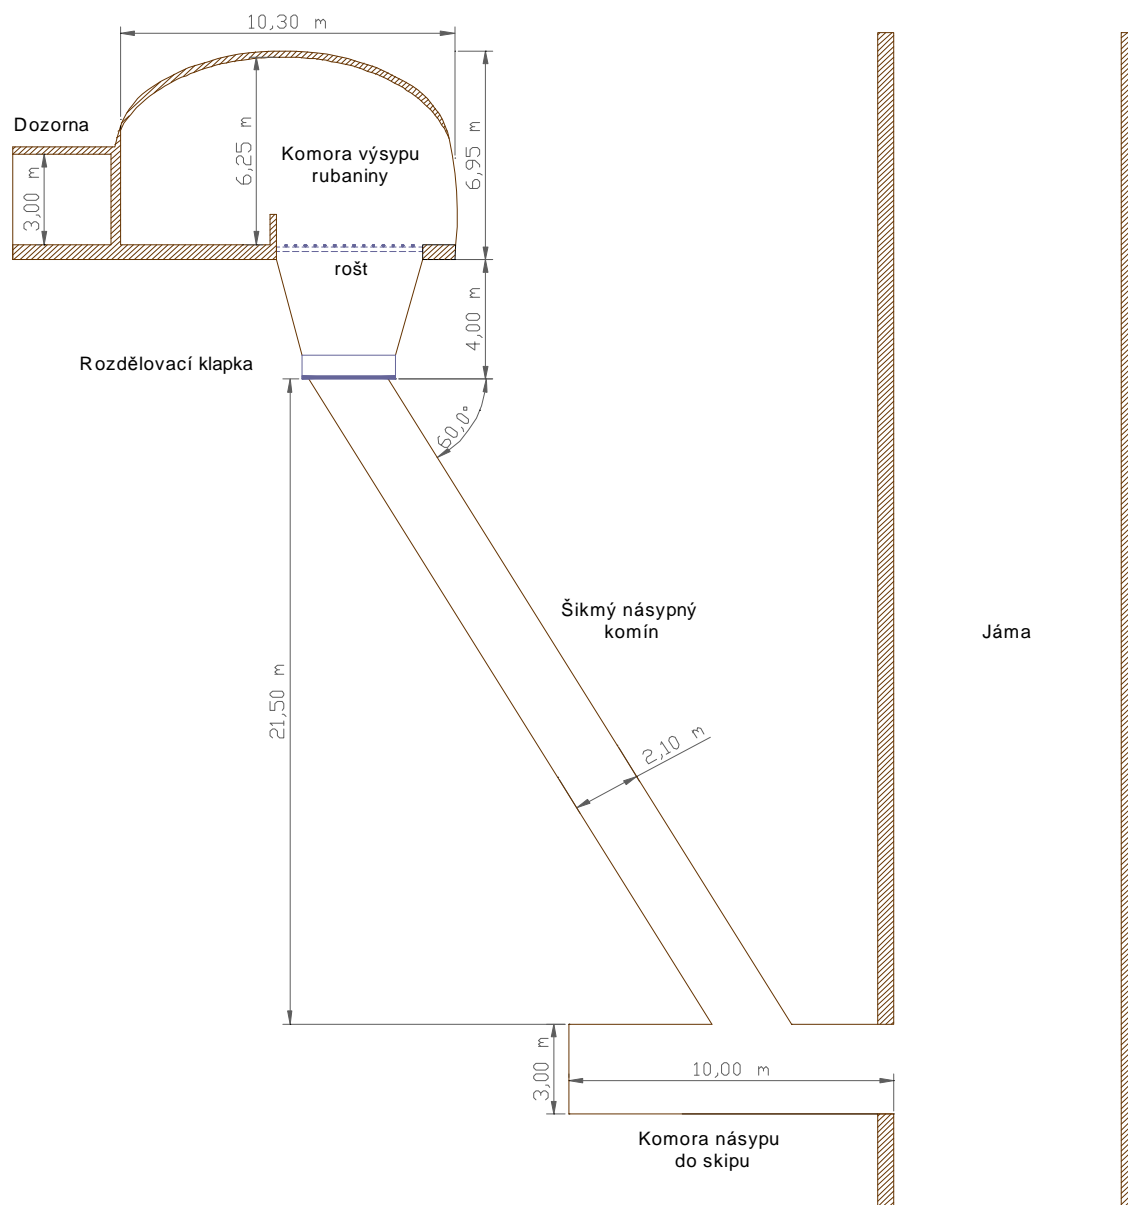 10,30 m
Dozorna
6,25 m
Komora výsypu
rubaniny
6,95 m
3,00 m
rošt
4,00 m
Rozdělovací klapka
60,0°
Šikmý násypný
komín
Jáma
21,50 m
2,10 m
3,00 m
10,00 m
Komora násypu
do skipu